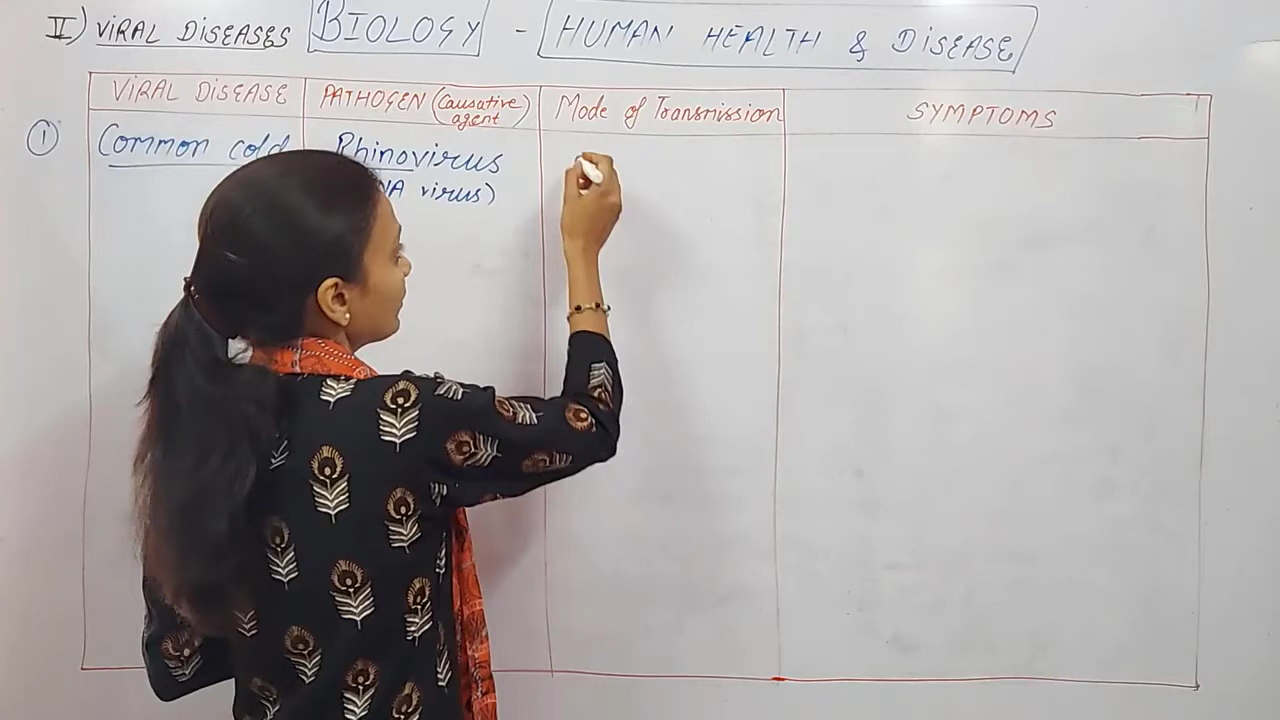 II) VIRAL DISEASES BIOLOGY - HUMAN HEALTH & DISEASE
VIRAL DISEASE PATHOGEN (Causative agent) Mode of Transmission SYMPTOMS
① Common cold Rhinovirus
virus)